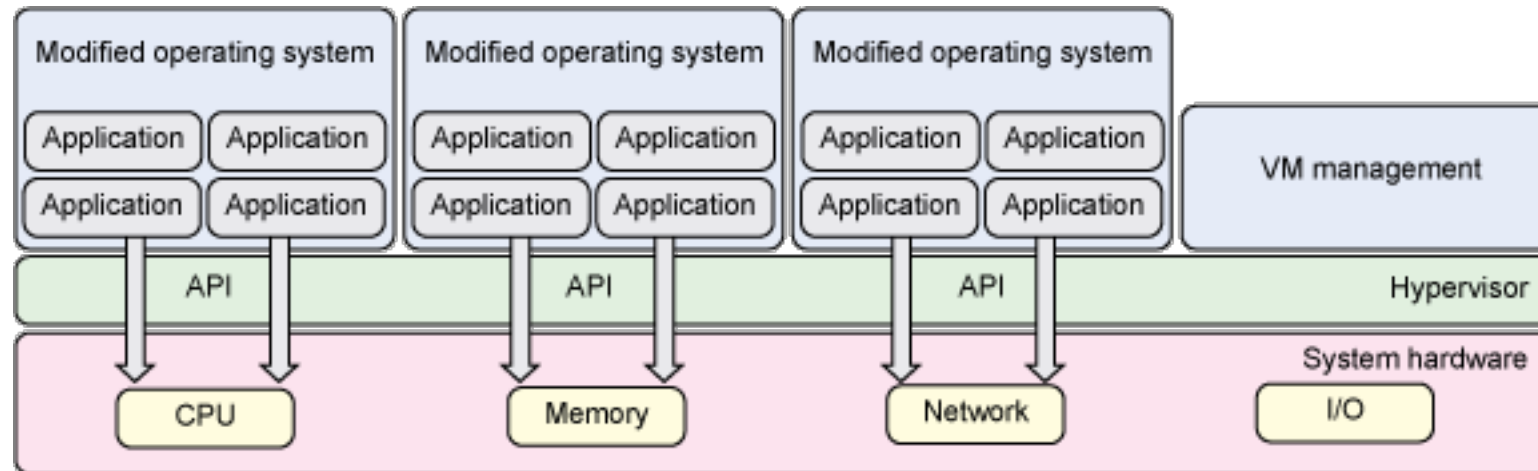 Modified operating system
Modified operating system
Modified operating system
Application Application
Application Application
Application Application
Application Application
Application Application
Application Application
VM management
API
API
API
Hypervisor
System hardware
CPU
Memory
Network
I/O